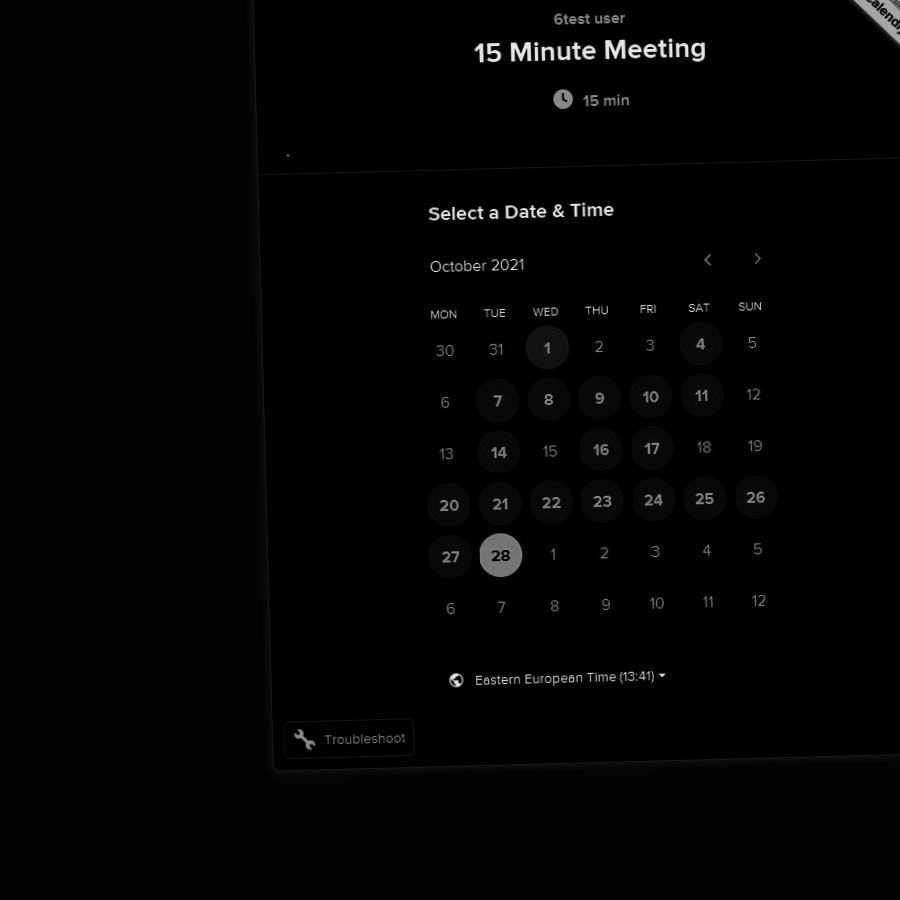 6test user
15 Minute Meeting
15 min
Select a Date & Time
October 2021
MON TUE WED THU FRI SAT SUN
30 31 1 2 3 4 5
6 7 8 9 10 11 12
13 14 15 16 17 18 19
20 21 22 23 24 25 26
27 28 1 2 3 4 5
6 7 8 9 10 11 12
Eastern European Time (13:41)
Troubleshoot